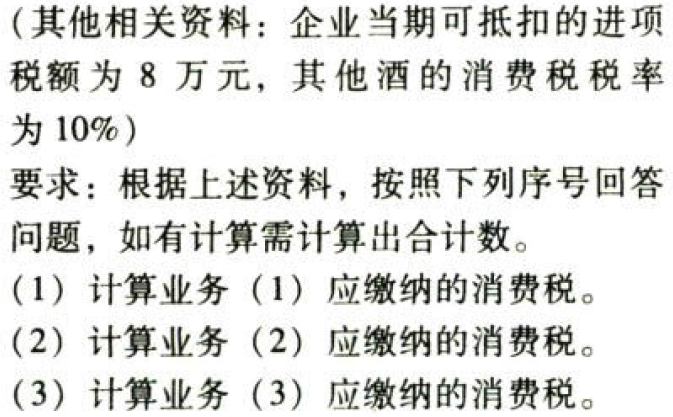 (其他相关资料：企业当期可抵扣的进项
税额为 8 万元，其他酒的消费税税率
为 10%)
要求：根据上述资料，按照下列序号回答
问题，如有计算需计算出合计数。
(1) 计算业务 (1) 应缴纳的消费税。
(2) 计算业务 (2) 应缴纳的消费税。
(3) 计算业务 (3) 应缴纳的消费税。